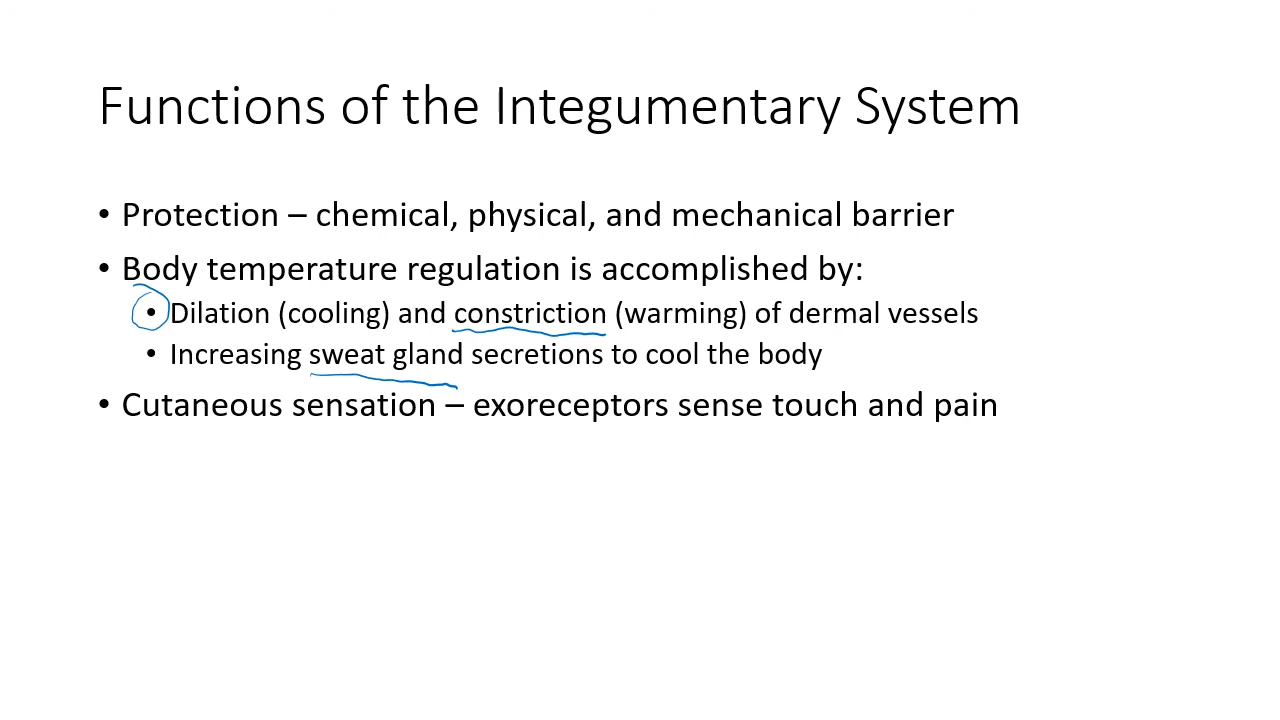 Functions of the Integumentary System
• Protection – chemical, physical, and mechanical barrier
• Body temperature regulation is accomplished by:
• Dilation (cooling) and constriction (warming) of dermal vessels
• Increasing sweat gland secretions to cool the body
• Cutaneous sensation – exoreceptors sense touch and pain